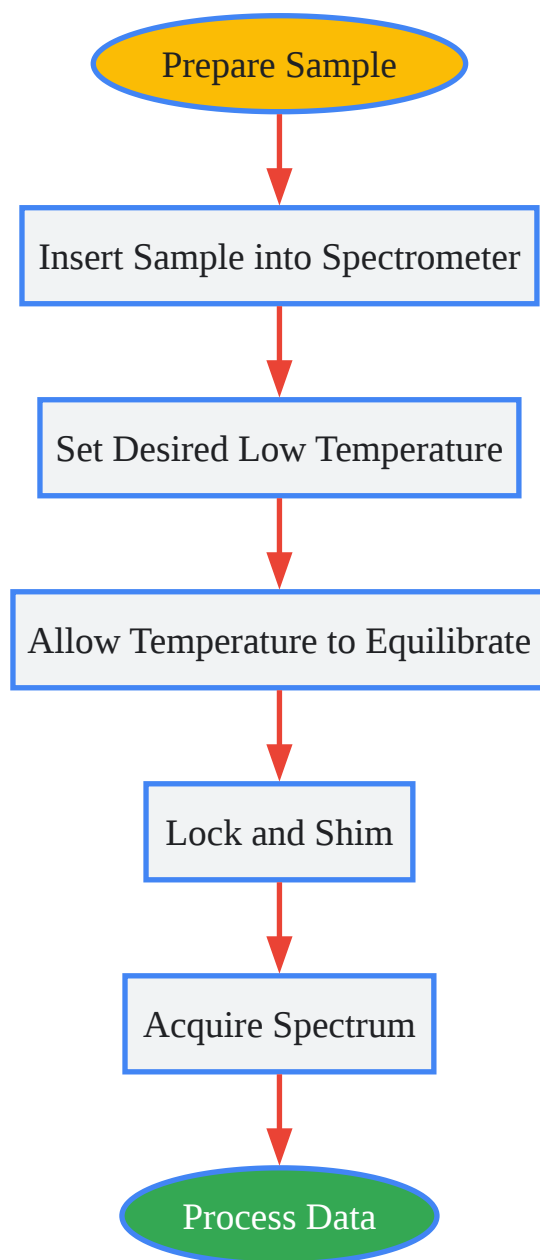 Prepare Sample
Insert Sample into Spectrometer
Set Desired Low Temperature
Allow Temperature to Equilibrate
Lock and Shim
Acquire Spectrum
Process Data